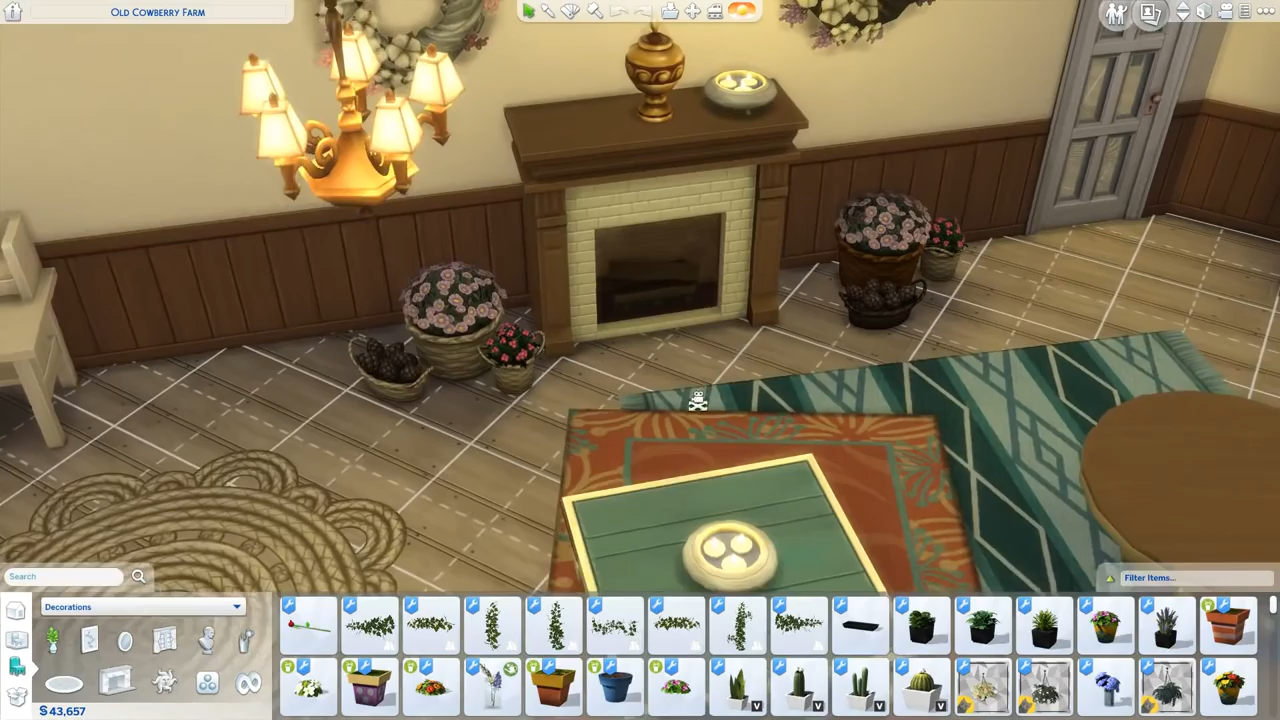 Old Cowberry Farm
Search
Filter Items...
Decorations
V
V
V
V
$43,657